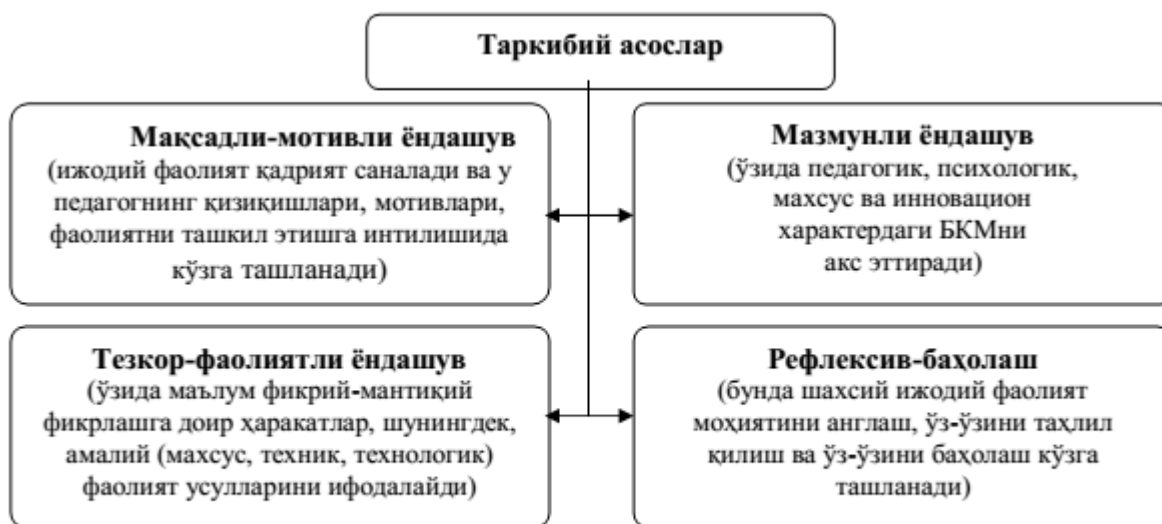 Таркибий асослар
Мақсадли-мотивли ёндашув
(ижодий фаолият қадрият саналади ва у
педагогнинг қизиқишлари, мотивлари,
фаолиятни ташкил этишга интилишида
кўзга ташланади)
Мазмунли ёндашув
(ўзида педагогик, психологик,
махсус ва инновацион
характердаги БКМни
акс эттиради)
Тезкор-фаолиятли ёндашув
(ўзида маълум фикрий-мантиқий
фикрлашга доир ҳаракатлар, шунингдек,
амалий (махсус, техник, технологик)
фаолият усулларини ифодалайди)
Рефлексив-баҳолаш
(бунда шахсий ижодий фаолият
моҳиятини англаш, ўз-ўзини таҳлил
қилиш ва ўз-ўзини баҳолаш кўзга
ташланади)